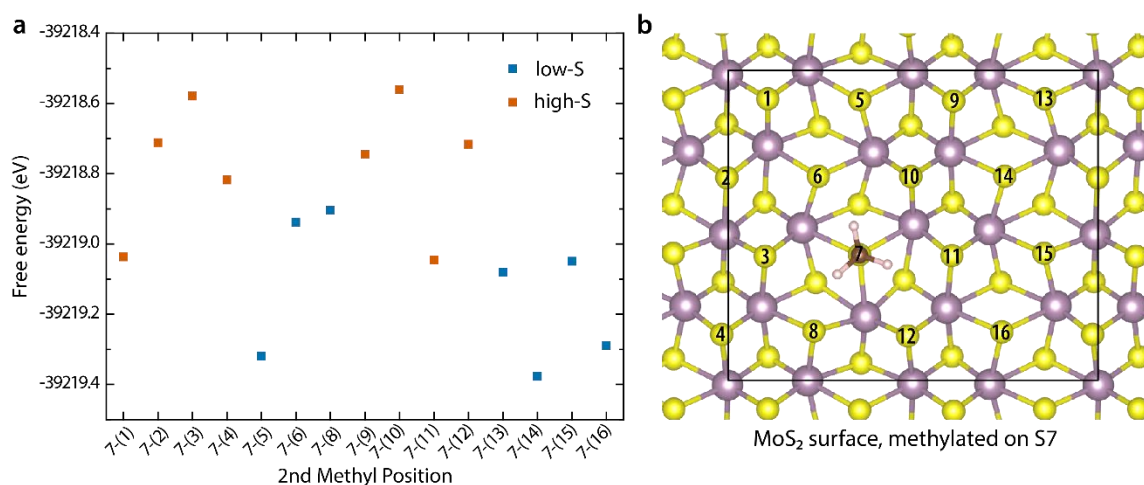 a
-39218.4
-39218.6
-39218.8
-39219.0
-39219.2
-39219.4
Free energy (eV)
low-S
high-S
7-(1)
7-(2)
7-(3)
7-(4)
7-(5)
7-(6)
7-(8)
7-(9)
7-(10)
7-(11)
7-(12)
7-(13)
7-(14)
7-(15)
7-(16)
2nd Methyl Position
b
1 5 9 13
2 6 10 14
3 7 11 15
4 8 12 16
MoS₂ surface, methylated on S7